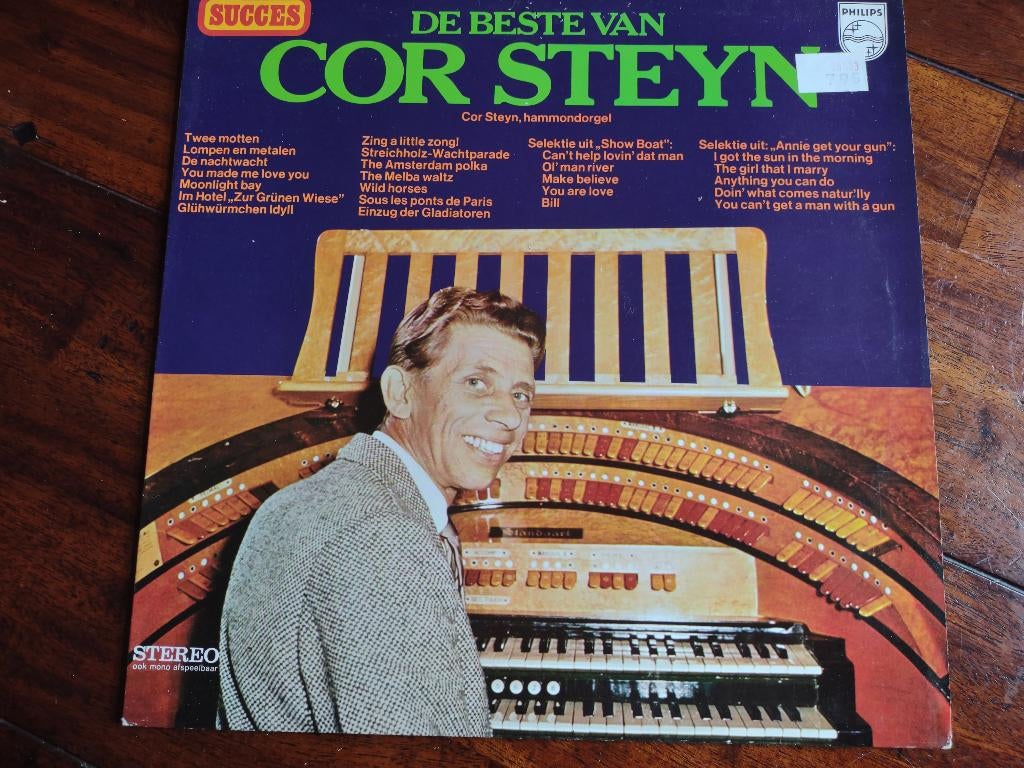 SUCCES
DE BESTE VAN
COR STEYN
PHILIPS
795
Cor Steyn, hammondorgel
Twee motten
Lompen en metalen
De nachtwacht
You made me love you
Moonlight bay
Im Hotel „Zur Grünen Wiese”
Glühwürmchen Idyll
Zing a little zong!
Streichholz-Wachtparade
The Amsterdam polka
The Melba waltz
Wild horses
Sous les ponts de Paris
Einzug der Gladiatoren
Selektie uit „Show Boat”:
Can't help lovin' dat man
Ol' man river
Make believe
You are love
Bill
Selektie uit: „Annie get your gun”:
I got the sun in the morning
The girl that I marry
Anything you can do
Doin' what comes natur'lly
You can't get a man with a gun
Standaart
STEREO
ook mono afspeelbaar